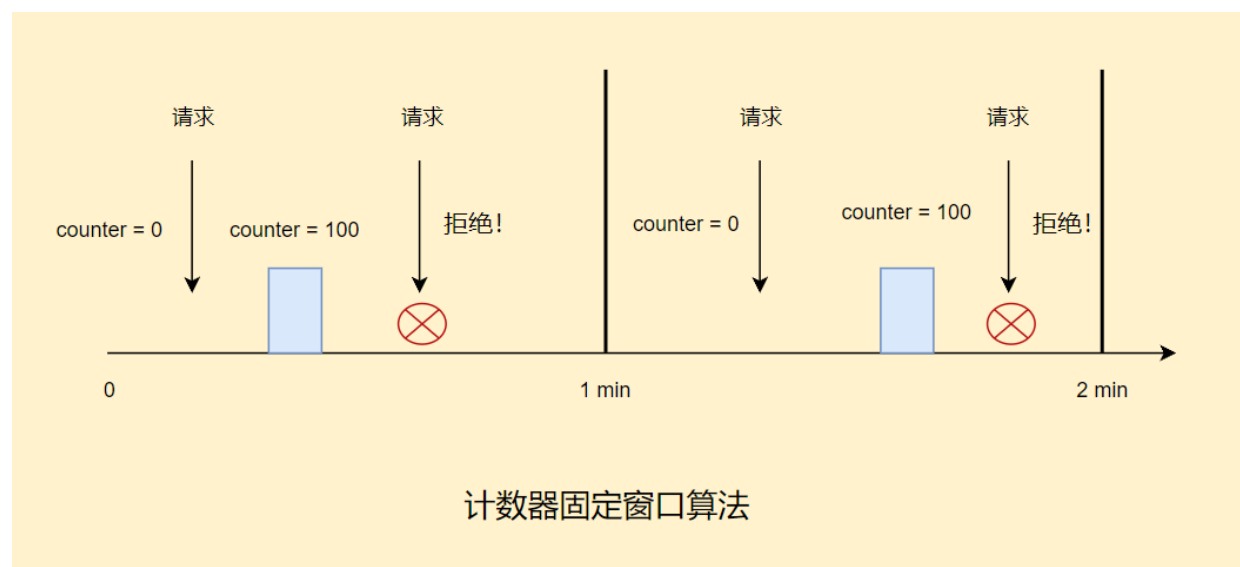 请求 请求 请求 请求
counter = 0 counter = 100 拒绝！ counter = 0 counter = 100 拒绝！
0 1 min 2 min
计数器固定窗口算法